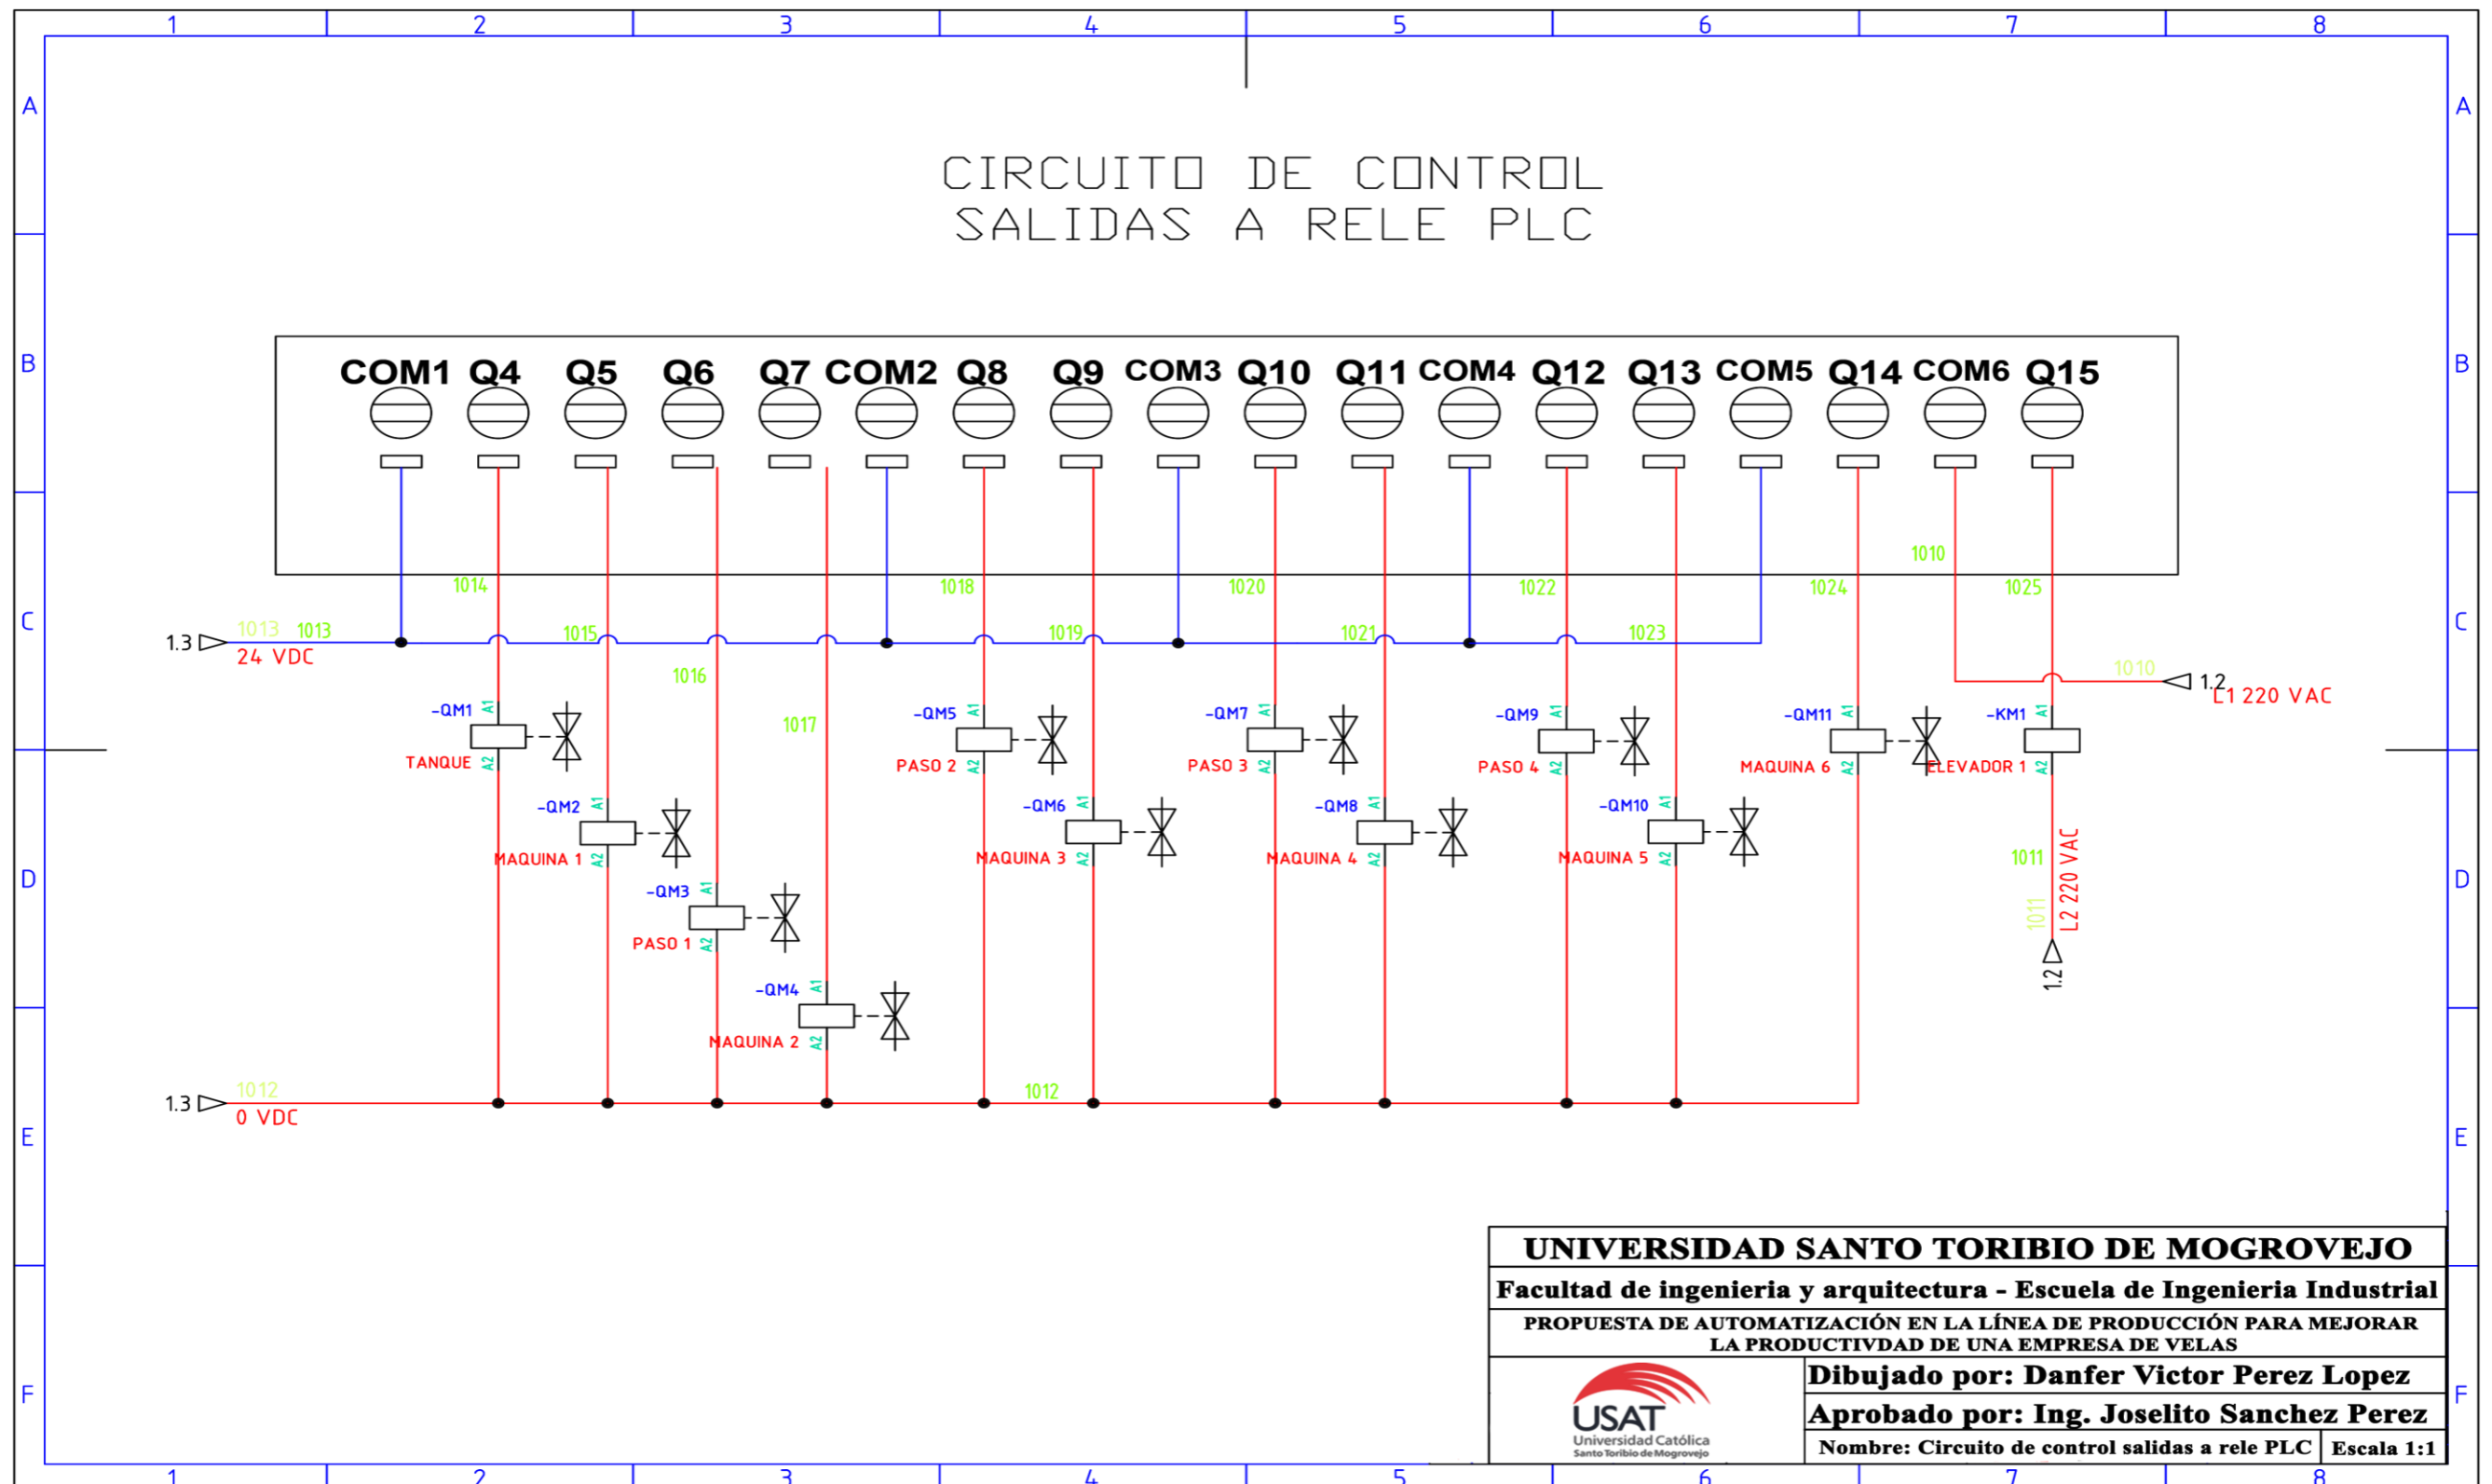 1 2 3 4 5 6 7 8
A A
CIRCUITO DE CONTROL
SALIDAS A RELE PLC
B B
COM1 Q4 Q5 Q6 Q7 COM2 Q8 Q9 COM3 Q10 Q11 COM4 Q12 Q13 COM5 Q14 COM6 Q15
1010
1014 1018 1020 1022 1024 1025
C C
1.3 1013 1013 1015 1019 1021 1023
24 VDC
1016
1010 1.2
L1 220 VAC
1017
-QM1 A1 -QM5 A1 -QM7 A1 -QM9 A1 -QM11 A1 -KM1 A1
TANQUE A2 PASO 2 A2 PASO 3 A2 PASO 4 A2 MAQUINA 6 A2 ELEVADOR 1 A2
-QM2 A1 -QM6 A1 -QM8 A1 -QM10 A1
MAQUINA 1 A2 MAQUINA 3 A2 MAQUINA 4 A2 MAQUINA 5 A2
1011
L2 220 VAC
D D
-QM3 A1
PASO 1 A2
1011
1.2
-QM4 A1
MAQUINA 2 A2
1.3 1012 1012
0 VDC
E E
UNIVERSIDAD SANTO TORIBIO DE MOGROVEJO
Facultad de ingenieria y arquitectura - Escuela de Ingenieria Industrial
PROPUESTA DE AUTOMATIZACIÓN EN LA LÍNEA DE PRODUCCIÓN PARA MEJORAR
LA PRODUCTIVDAD DE UNA EMPRESA DE VELAS
F F
USAT
Universidad Católica
Santo Toribio de Mogrovejo
Dibujado por: Danfer Victor Perez Lopez
Aprobado por: Ing. Joselito Sanchez Perez
Nombre: Circuito de control salidas a rele PLC Escala 1:1
1 2 3 4 5 6 7 8